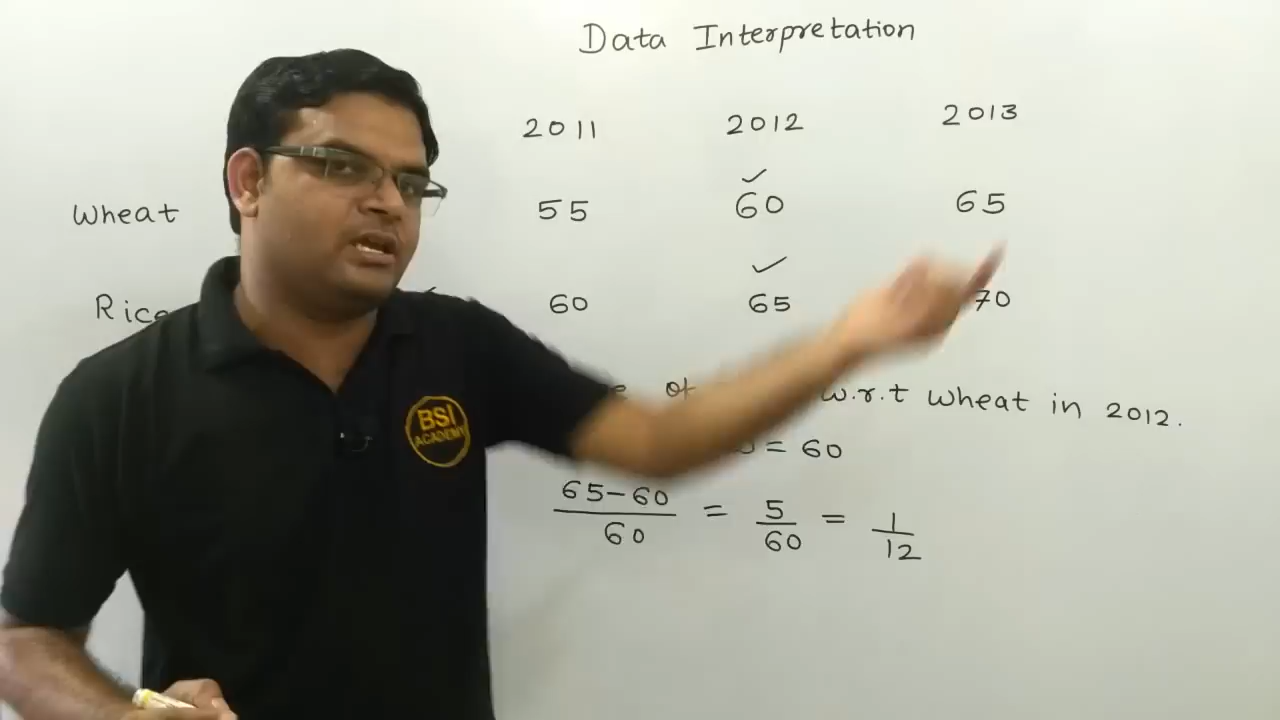 Data Interpretation
2011 2012 2013
Wheat 55 60 65
Rice 60 65 70
of w.r.t wheat in 2012.
= 60
65-60 / 60 = 5/60 = 1/12
BSI
ACADEMY